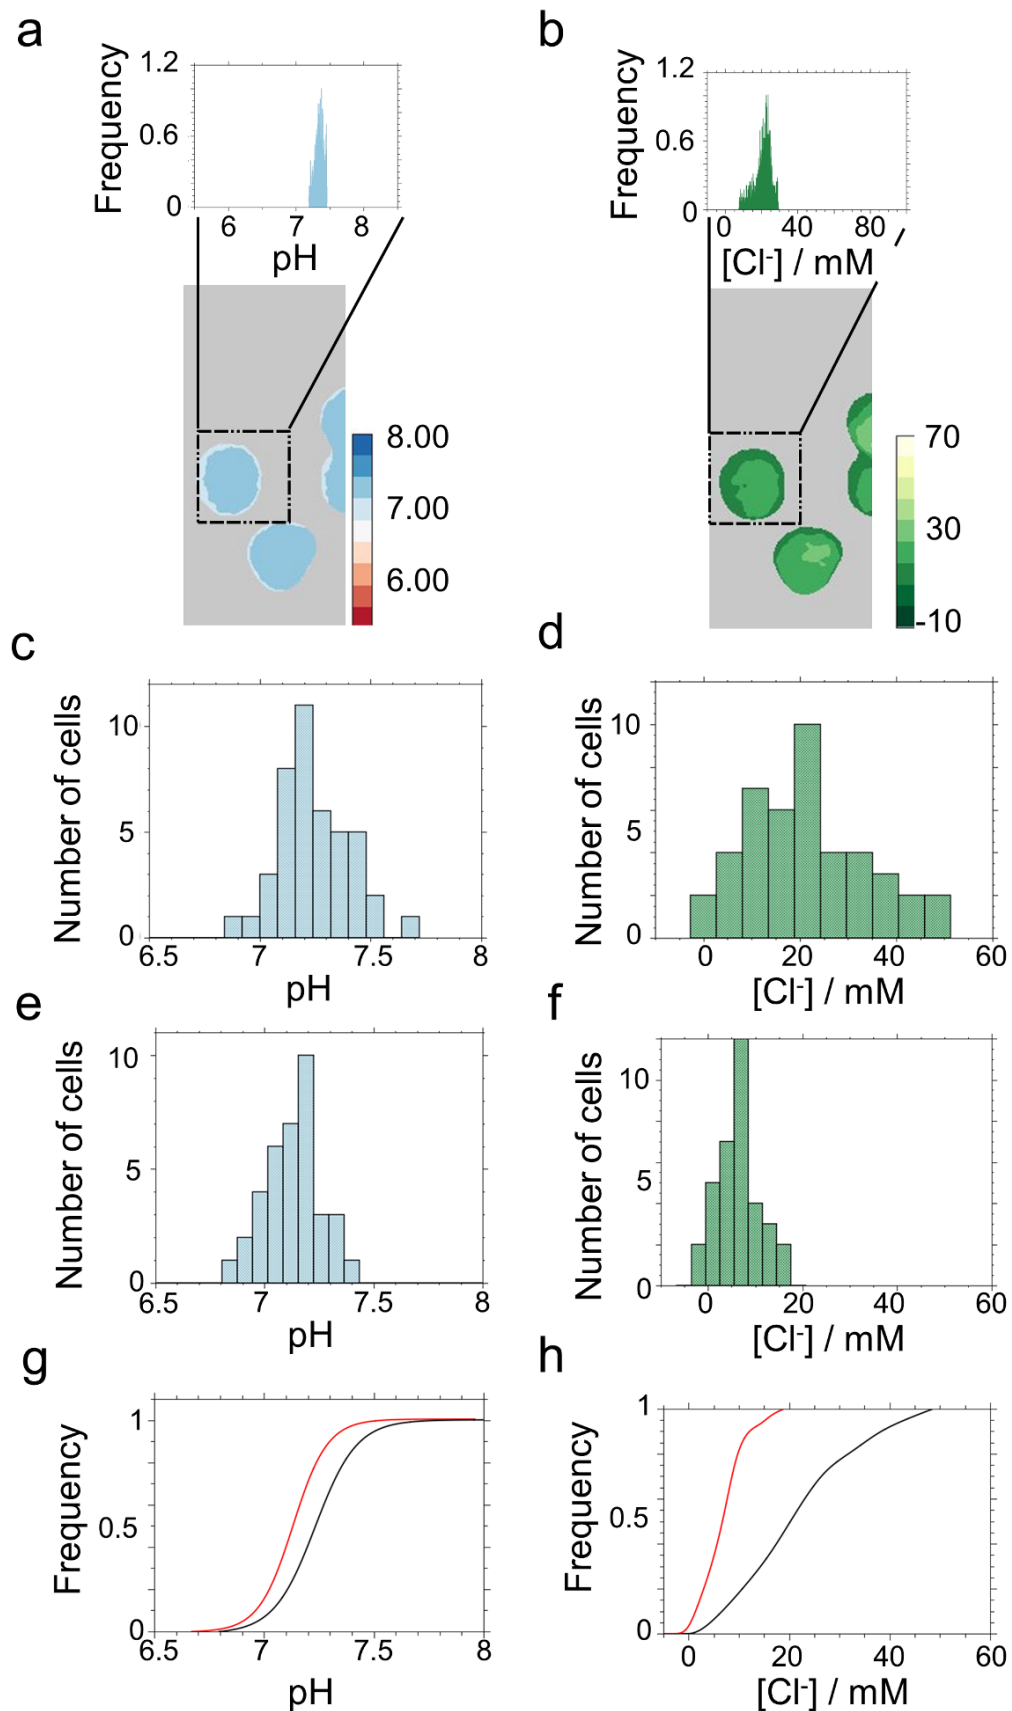 a
Frequency
1.2
0.6
0
6 7 8
pH
8.00
7.00
6.00
b
Frequency
1.2
0.6
0
0 40 80
[Cl-] / mM
70
30
-10
c
Number of cells
10
5
0
6.5 7 7.5 8
pH
d
Number of cells
10
5
0
0 20 40 60
[Cl-] / mM
e
Number of cells
10
5
0
6.5 7 7.5 8
pH
f
Number of cells
10
5
0
0 20 40 60
[Cl-] / mM
g
Frequency
1
0.5
0
6.5 7 7.5 8
pH
h
Frequency
1
0.5
0
0 20 40 60
[Cl-] / mM